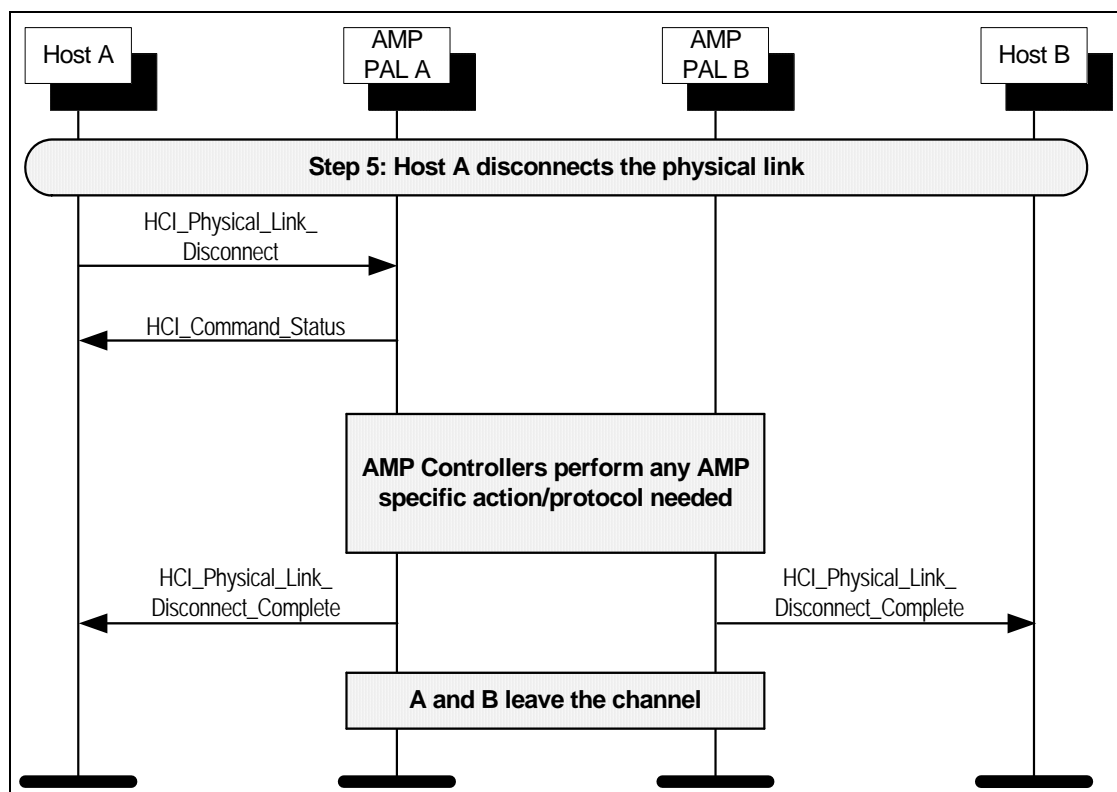 Host A
AMP
PAL A
AMP
PAL B
Host B
Step 5: Host A disconnects the physical link
HCI_Physical_Link_
Disconnect
HCI_Command_Status
AMP Controllers perform any AMP
specific action/protocol needed
HCI_Physical_Link_
Disconnect_Complete
HCI_Physical_Link_
Disconnect_Complete
A and B leave the channel